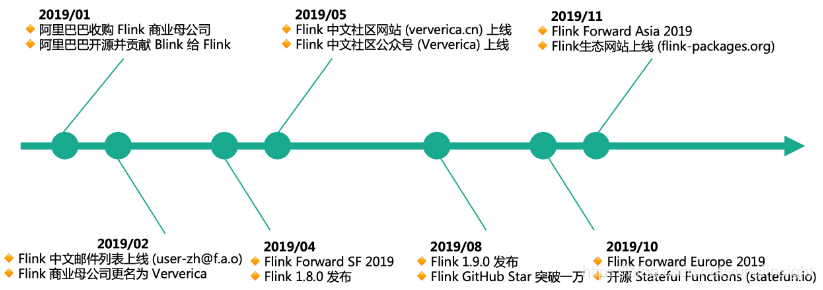 2019/01
阿里巴巴收购 Flink 商业母公司
阿里巴巴开源并贡献 Blink 给 Flink
2019/05
Flink 中文社区网站 (ververica.cn) 上线
Flink 中文社区公众号 (Ververica) 上线
2019/11
Flink Forward Asia 2019
Flink生态网站上线 (flink-packages.org)
2019/02
Flink 中文邮件列表上线 (user-zh@f.a.o)
Flink 商业母公司更名为 Ververica
2019/04
Flink Forward SF 2019
Flink 1.8.0 发布
2019/08
Flink 1.9.0 发布
Flink GitHub Star 突破一万
2019/10
Flink Forward Europe 2019
开源 Stateful Functions (statefun.io)